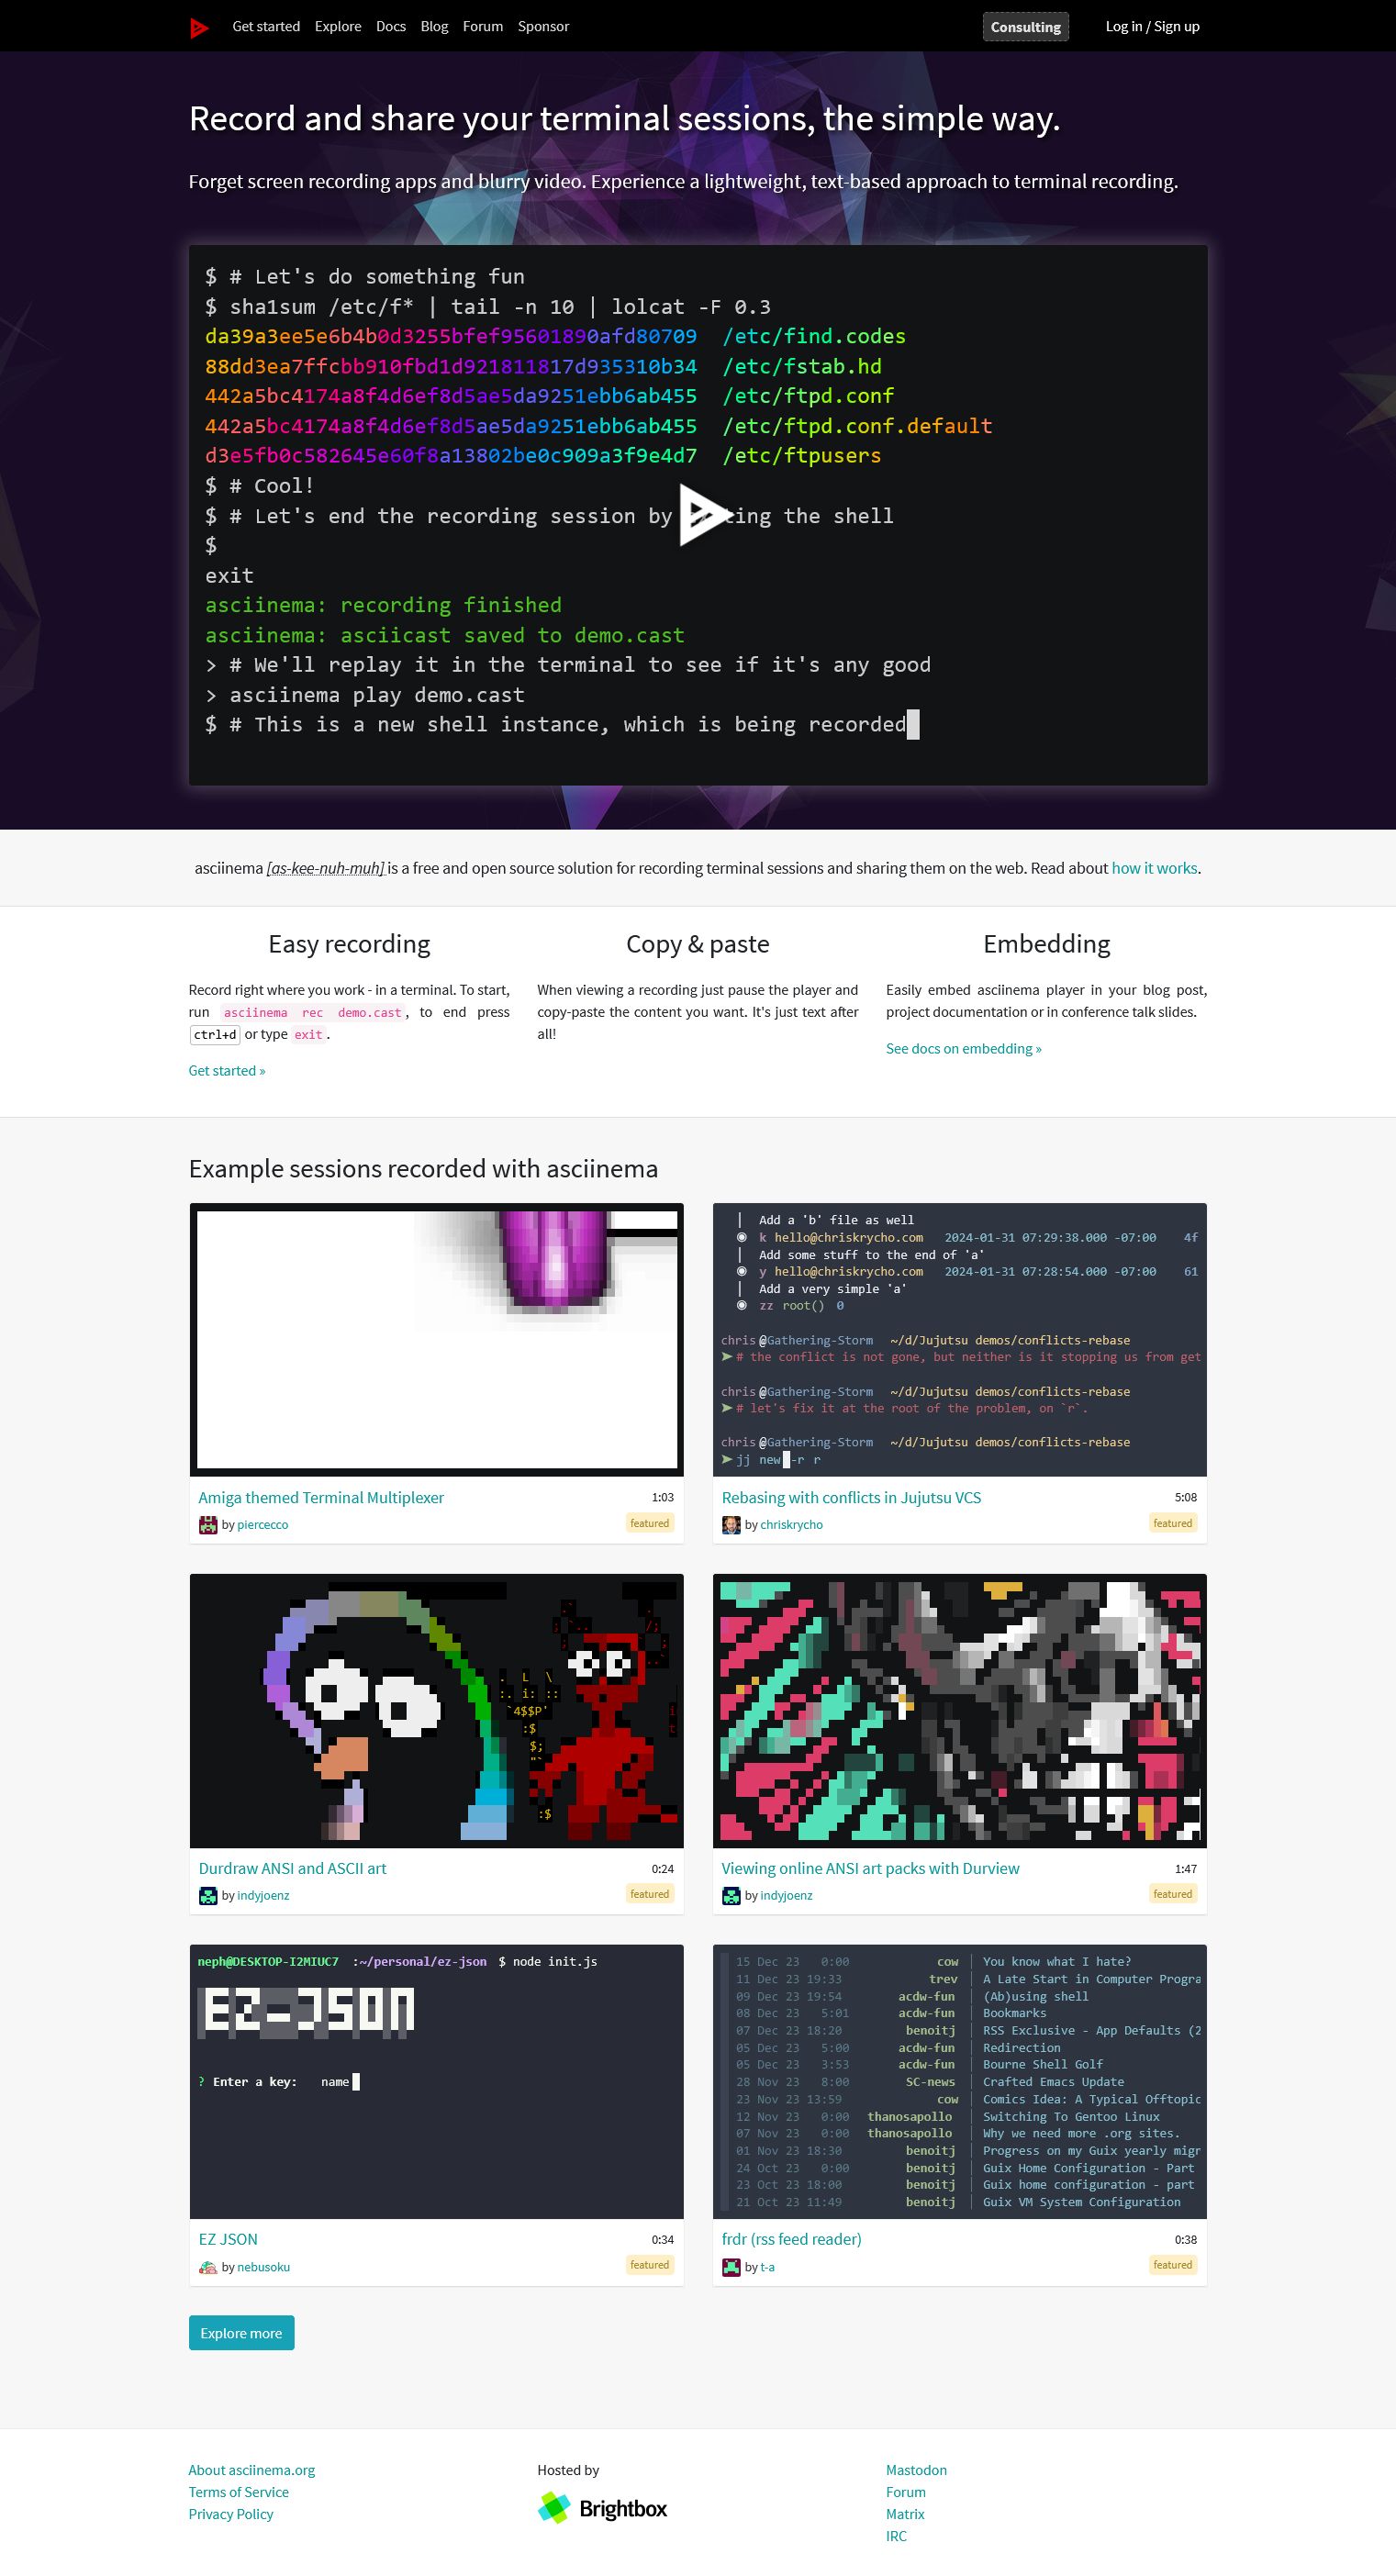 Get started Explore Docs Blog Forum Sponsor Consulting Log in / Sign up
Record and share your terminal sessions, the simple way.
Forget screen recording apps and blurry video. Experience a lightweight, text-based approach to terminal recording.
$ # Let's do something fun
$ sha1sum /etc/f* | tail -n 10 | lolcat -F 0.3
da39a3ee5e6b4b0d3255bfef95601890afd80709 /etc/find.codes
88dd3ea7ffcbb910fbd1d921811817d935310b34 /etc/fstab.hd
442a5bc4174a8f4d6ef8d5ae5da9251ebb6ab455 /etc/ftpd.conf
442a5bc4174a8f4d6ef8d5ae5da9251ebb6ab455 /etc/ftpd.conf.default
d3e5fb0c582645e60f8a13802be0c909a3f9e4d7 /etc/ftpusers
$ # Cool!
$ # Let's end the recording session by ting the shell
$
exit
asciinema: recording finished
asciinema: asciicast saved to demo.cast
> # We'll replay it in the terminal to see if it's any good
> asciinema play demo.cast
$ # This is a new shell instance, which is being recorded
asciinema [as-kee-nuh-muh] is a free and open source solution for recording terminal sessions and sharing them on the web. Read about how it works.
Easy recording
Record right where you work - in a terminal. To start,
run asciinema rec demo.cast, to end press
ctrl+d or type exit.
Get started »
Copy & paste
When viewing a recording just pause the player and
copy-paste the content you want. It's just text after
all!
Embedding
Easily embed asciinema player in your blog post,
project documentation or in conference talk slides.
See docs on embedding »
Example sessions recorded with asciinema
Amiga themed Terminal Multiplexer 1:03
by piercecco featured
Add a 'b' file as well
k hello@chriskrycho.com 2024-01-31 07:29:38.000 -07:00 4f
Add some stuff to the end of 'a'
y hello@chriskrycho.com 2024-01-31 07:28:54.000 -07:00 61
Add a very simple 'a'
zz root() 0
chris@Gathering-Storm ~/d/Jujutsu demos/conflicts-rebase
➤ # the conflict is not gone, but neither is it stopping us from get
chris@Gathering-Storm ~/d/Jujutsu demos/conflicts-rebase
➤ # let's fix it at the root of the problem, on `r`.
chris@Gathering-Storm ~/d/Jujutsu demos/conflicts-rebase
➤ jj new -r r
Rebasing with conflicts in Jujutsu VCS 5:08
by chriskrycho featured
L \
:. i: ::
`4$$P'
:$
$;
"`
:$
Durdraw ANSI and ASCII art 0:24
by indyjoenz featured
Viewing online ANSI art packs with Durview 1:47
by indyjoenz featured
neph@DESKTOP-I2MIUC7 :~/personal/ez-json $ node init.js
EZ-JSON
? Enter a key: name
EZ JSON 0:34
by nebusoku featured
15 Dec 23 0:00 cow │ You know what I hate?
11 Dec 23 19:33 trev │ A Late Start in Computer Progra
09 Dec 23 19:54 acdw-fun │ (Ab)using shell
08 Dec 23 5:01 acdw-fun │ Bookmarks
07 Dec 23 18:20 benoitj │ RSS Exclusive - App Defaults (2
05 Dec 23 5:00 acdw-fun │ Redirection
05 Dec 23 3:53 acdw-fun │ Bourne Shell Golf
28 Nov 23 8:00 SC-news │ Crafted Emacs Update
23 Nov 23 13:59 cow │ Comics Idea: A Typical Offtopic
12 Nov 23 0:00 thanosapollo │ Switching To Gentoo Linux
07 Nov 23 0:00 thanosapollo │ Why we need more .org sites.
01 Nov 23 18:30 benoitj │ Progress on my Guix yearly migr
24 Oct 23 0:00 benoitj │ Guix Home Configuration - Part
23 Oct 23 18:00 benoitj │ Guix home configuration - part
21 Oct 23 11:49 benoitj │ Guix VM System Configuration
frdr (rss feed reader) 0:38
by t-a featured
Explore more
About asciinema.org
Terms of Service
Privacy Policy
Hosted by
Brightbox
Mastodon
Forum
Matrix
IRC